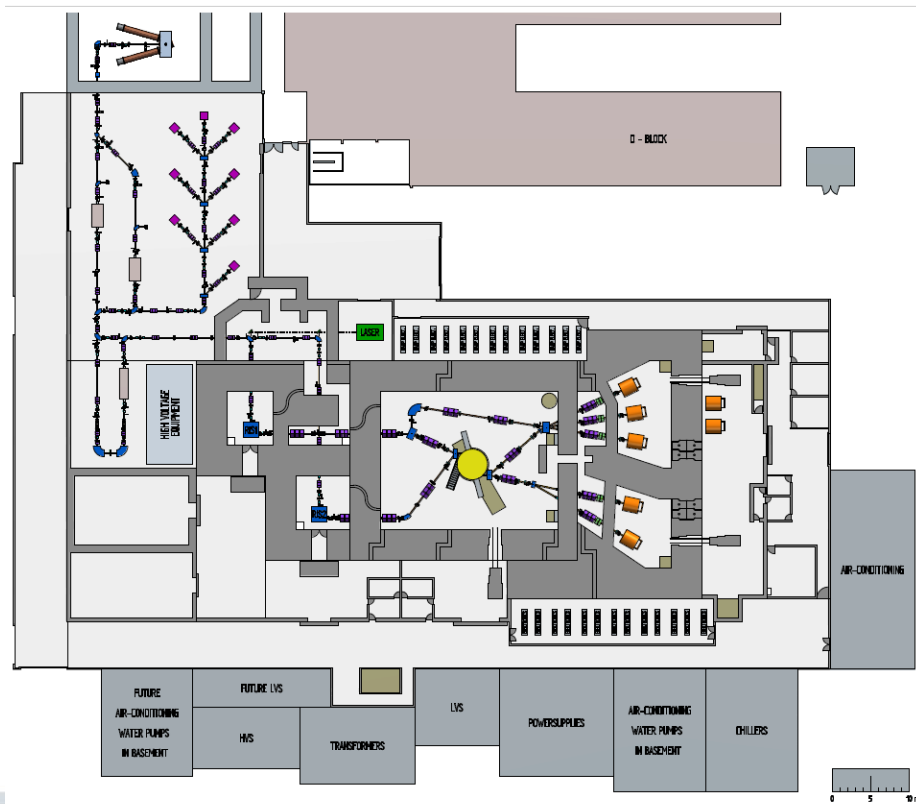 D - BLOCK
LASER
HIGH VOLTAGE
EQUIPMENT
AIR-CONDITIONING
FUTURE
AIR-CONDITIONING
WATER PUMPS
IN BASEMENT
FUTURE LVS
HVS
TRANSFORMERS
LVS
POWERSUPPLIES
AIR-CONDITIONING
WATER PUMPS
IN BASEMENT
CHILLERS
0 5